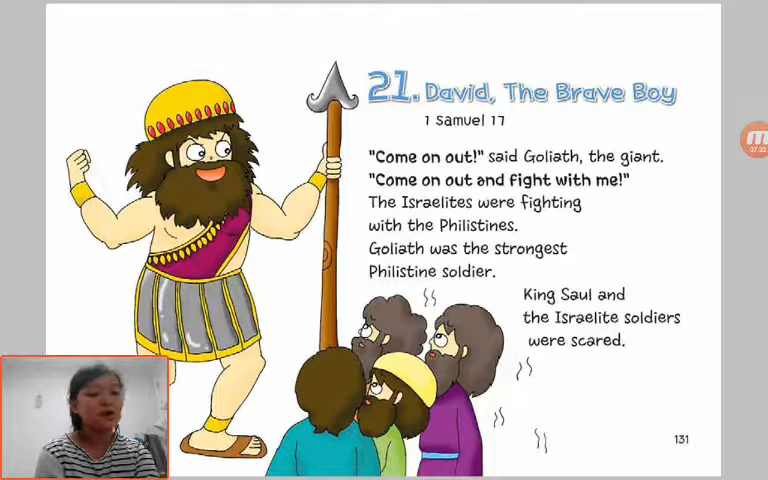 21. David, The Brave Boy
1 Samuel 17
"Come on out!" said Goliath, the giant.
"Come on out and fight with me!"
The Israelites were fighting
with the Philistines.
Goliath was the strongest
Philistine soldier.
King Saul and
the Israelite soldiers
were scared.
131
07:32